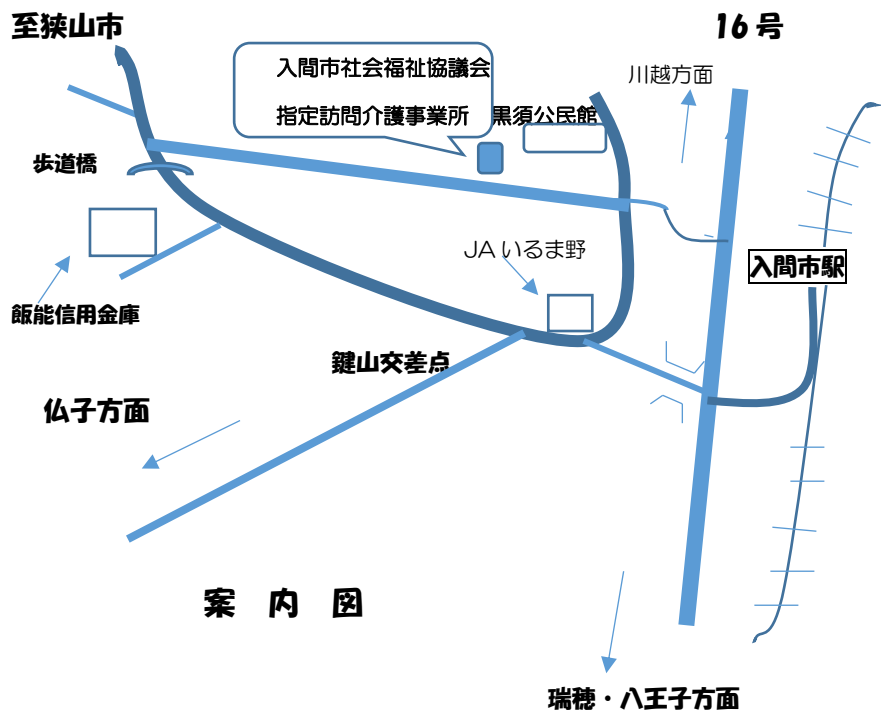 至狭山市
16号
入間市社会福祉協議会
指定訪問介護事業所
黒須公民館
川越方面
歩道橋
JAいるま野
入間市駅
飯能信用金庫
鍵山交差点
仏子方面
案 内 図
瑞穂・八王子方面